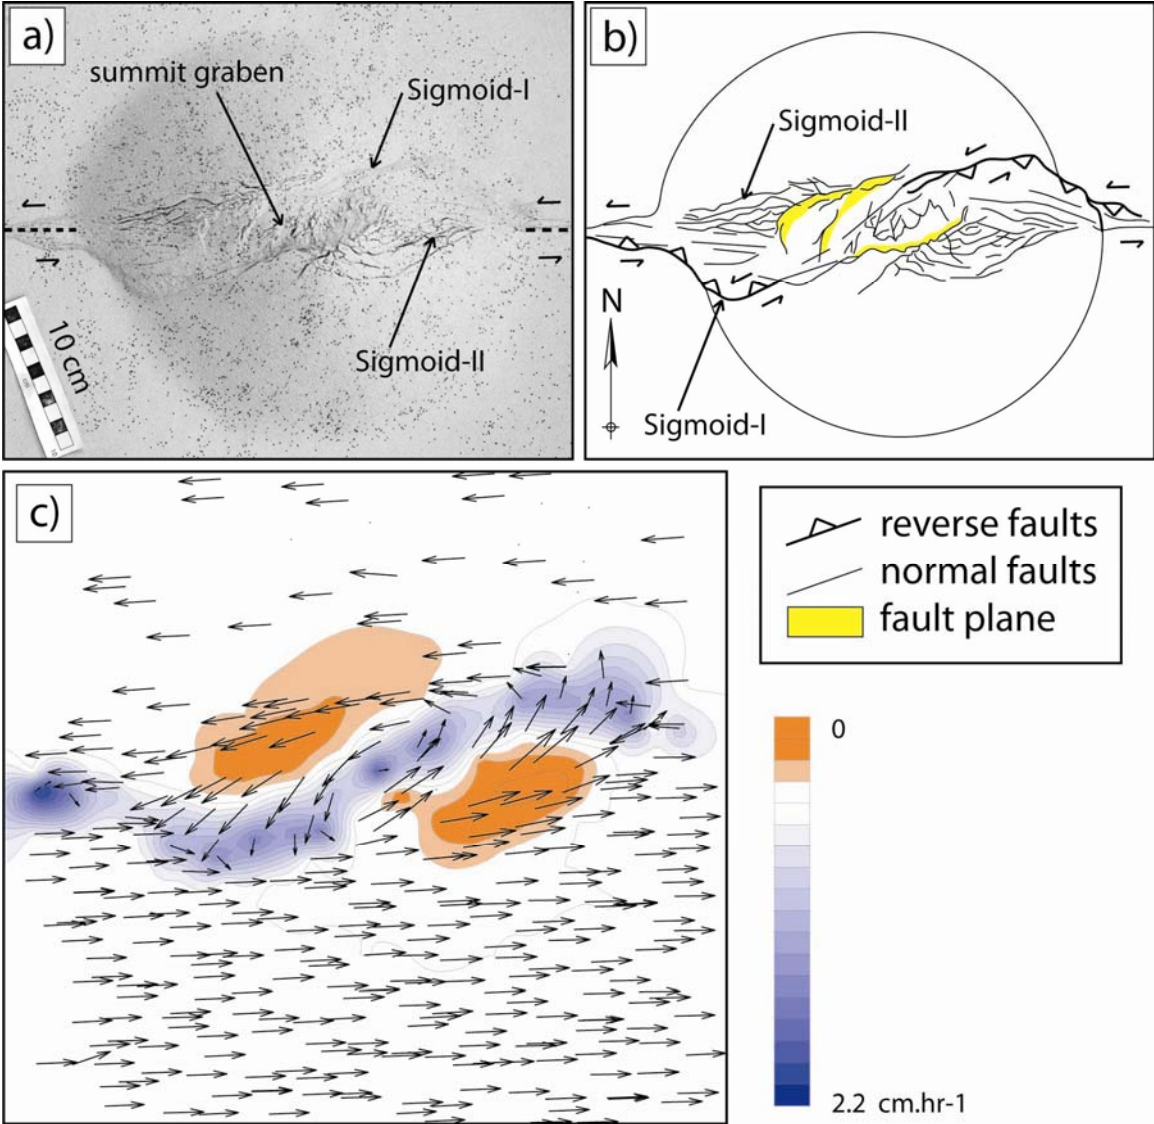 a)
summit graben
Sigmoid-I
Sigmoid-II
10 cm
b)
Sigmoid-II
N
Sigmoid-I
c)
reverse faults
normal faults
fault plane
0
2.2 cm.hr-1